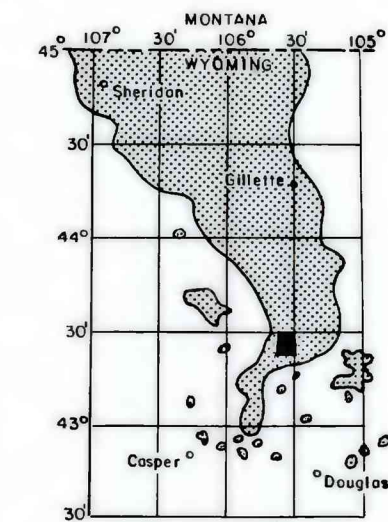 MONTANA
45° 107° 30' 106° 30' 105°
WYOMING
Sheridan
30'
Gillette
44°
30'
43°
Casper
Douglas
30'